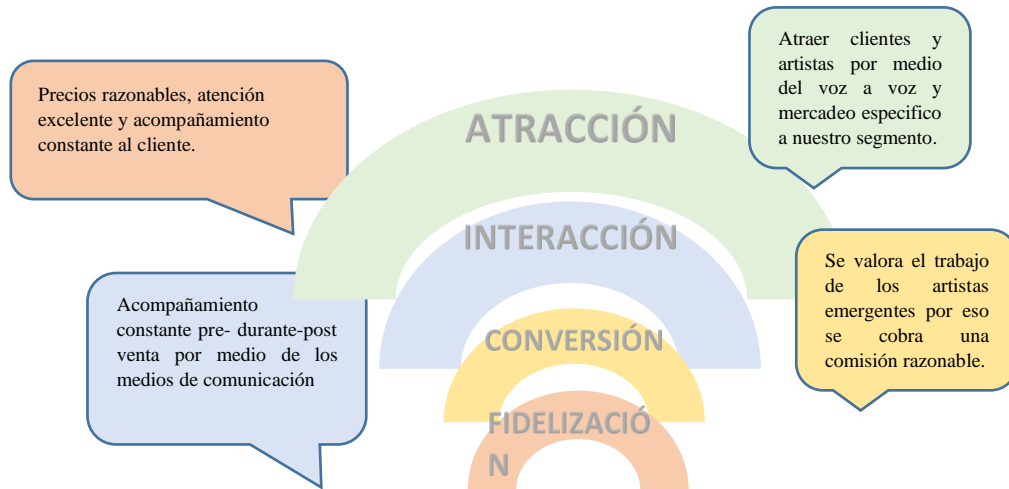 Precios razonables, atención
excelente y acompañamiento
constante al cliente.
Atraer clientes y
artistas por medio
del voz a voz y
mercadeo especifico
a nuestro segmento.
ATRACCIÓN
INTERACCIÓN
Acompañamiento
constante pre- durante-post
venta por medio de los
medios de comunicación
Se valora el trabajo
de los artistas
emergentes por eso
se cobra una
comisión razonable.
CONVERSIÓN
FIDELIZACIÓ
N